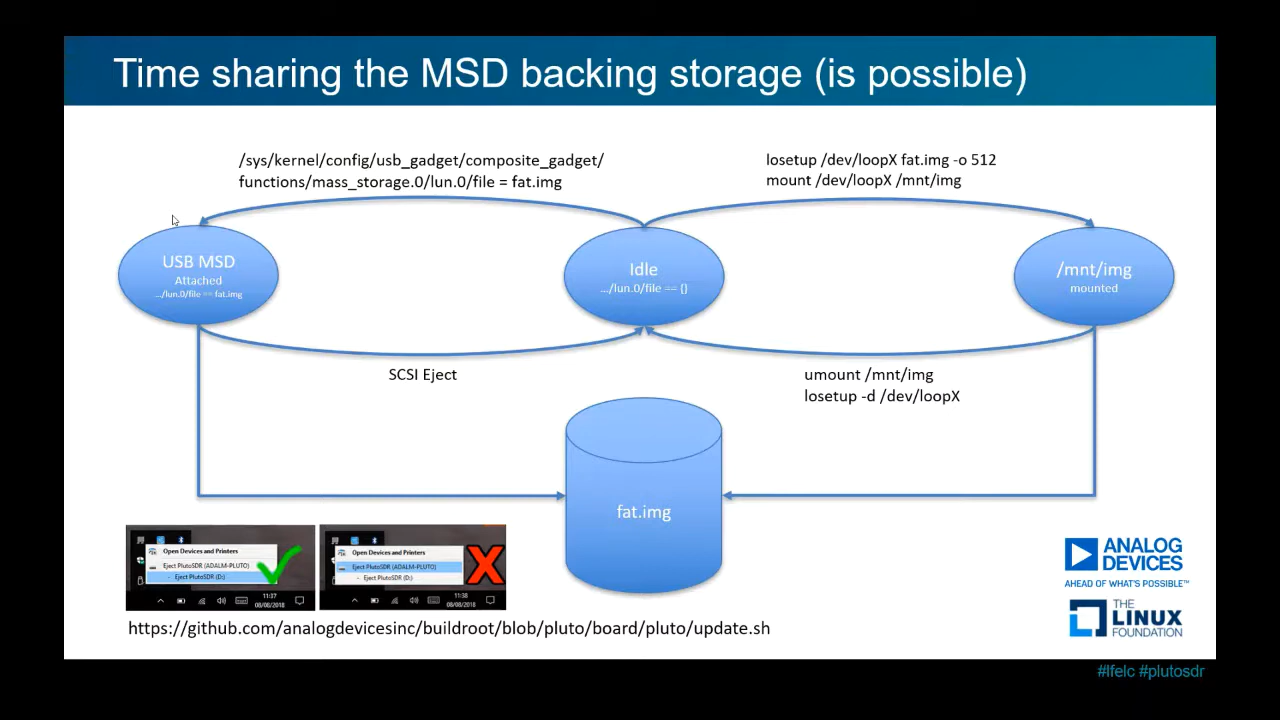 Time sharing the MSD backing storage (is possible)
/sys/kernel/config/usb_gadget/composite_gadget/
functions/mass_storage.0/lun.0/file = fat.img
losetup /dev/loopX fat.img -o 512
mount /dev/loopX /mnt/img
USB MSD
Attached
.../lun.0/file == fat.img
Idle
.../lun.0/file == {}
/mnt/img
mounted
SCSI Eject
umount /mnt/img
losetup -d /dev/loopX
fat.img
Open Devices and Printers
Eject PlutoSDR (ADALM-PLUTO)
- Eject PlutoSDR (D:)
11:37
08/08/2018
Open Devices and Printers
Eject PlutoSDR (ADALM-PLUTO)
- Eject PlutoSDR (D:)
11:38
08/08/2018
https://github.com/analogdevicesinc/buildroot/blob/pluto/board/pluto/update.sh
ANALOG
DEVICES
AHEAD OF WHAT'S POSSIBLE™
THE
LINUX
FOUNDATION
#lfelc #plutosdr